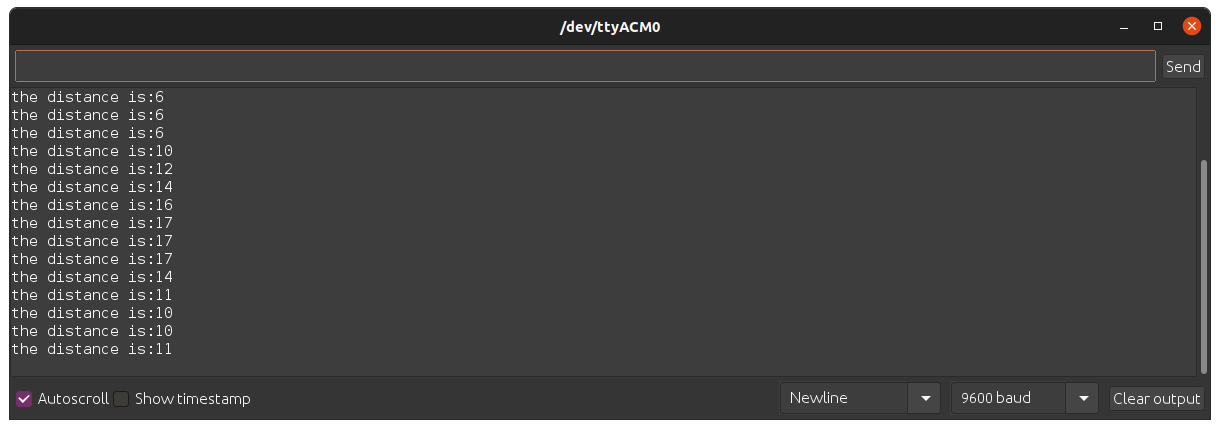 /dev/ttyACM0
Send
the distance is:6
the distance is:6
the distance is:6
the distance is:10
the distance is:12
the distance is:14
the distance is:16
the distance is:17
the distance is:17
the distance is:17
the distance is:14
the distance is:11
the distance is:10
the distance is:10
the distance is:11
Autoscroll Show timestamp Newline 9600 baud Clear output